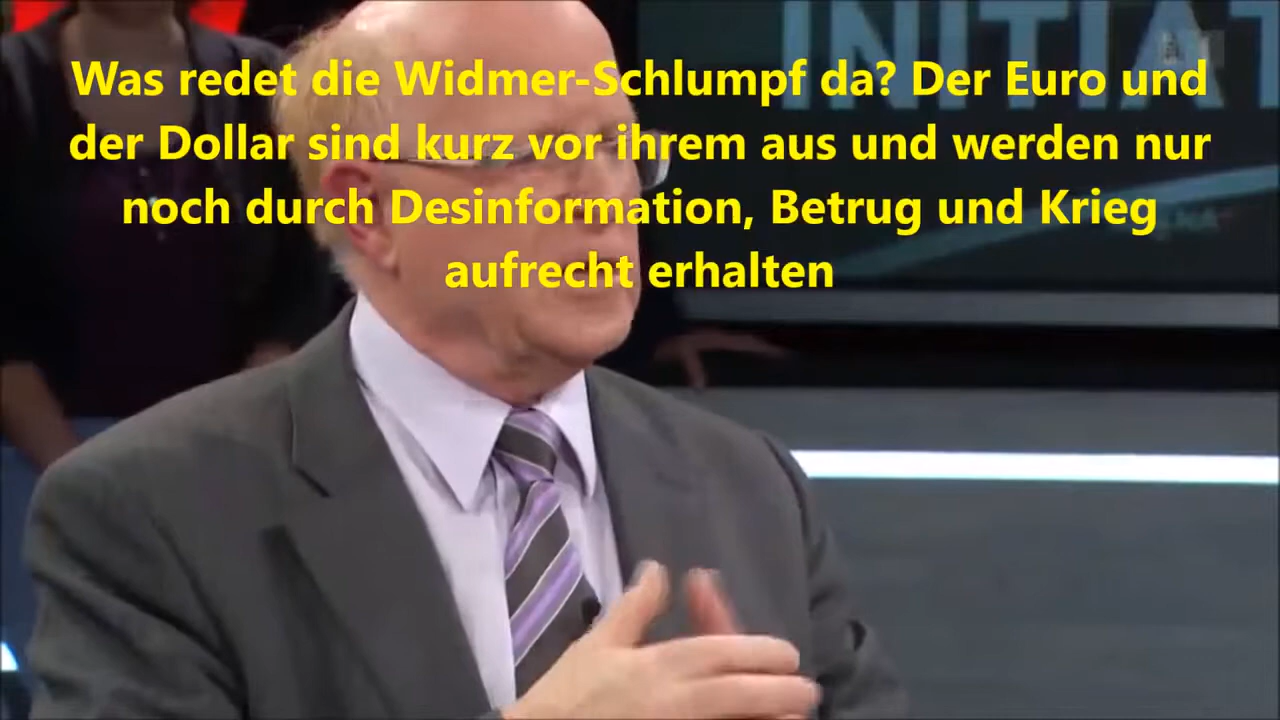 INITIAT
Was redet die Widmer-Schlumpf da? Der Euro und
der Dollar sind kurz vor ihrem aus und werden nur
noch durch Desinformation, Betrug und Krieg
aufrecht erhalten